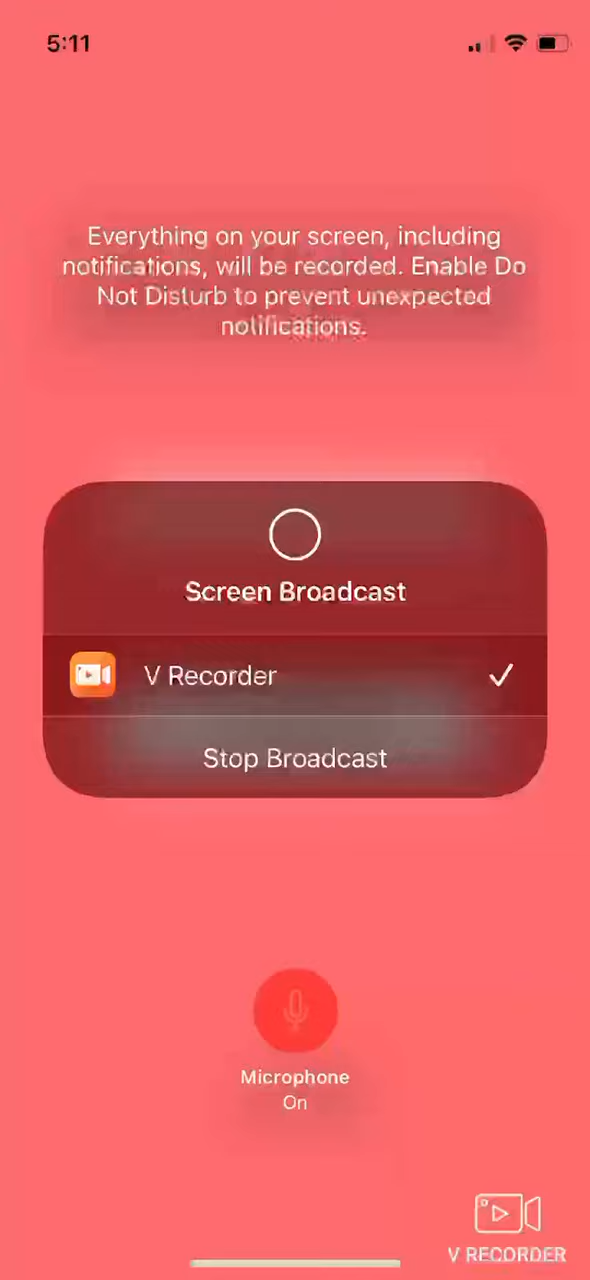 5:11
Everything on your screen, including
notifications, will be recorded. Enable Do
Not Disturb to prevent unexpected
notifications.
Screen Broadcast
V Recorder
Stop Broadcast
Microphone
On
V RECORDER